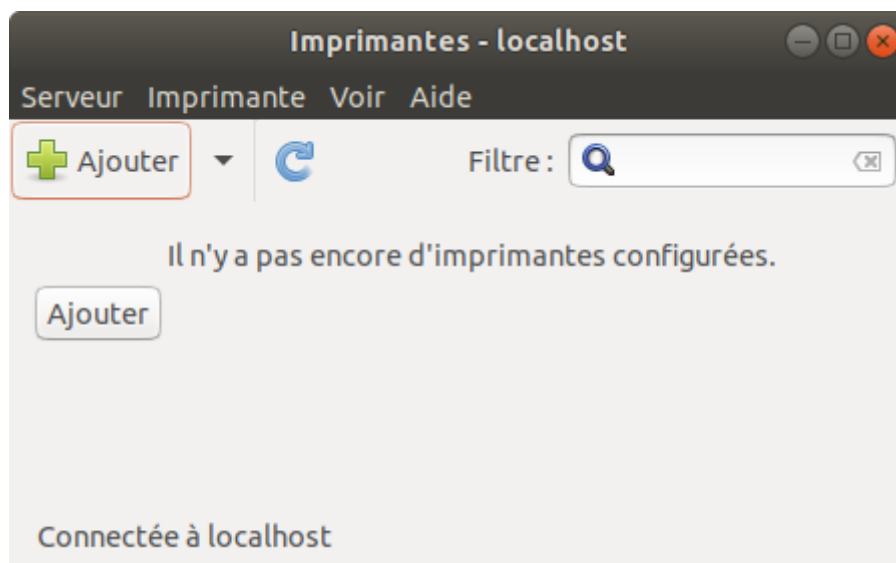 Imprimantes - localhost
Serveur Imprimante Voir Aide
Ajouter Filtre :
Il n'y a pas encore d'imprimantes configurées.
Ajouter
Connectée à localhost